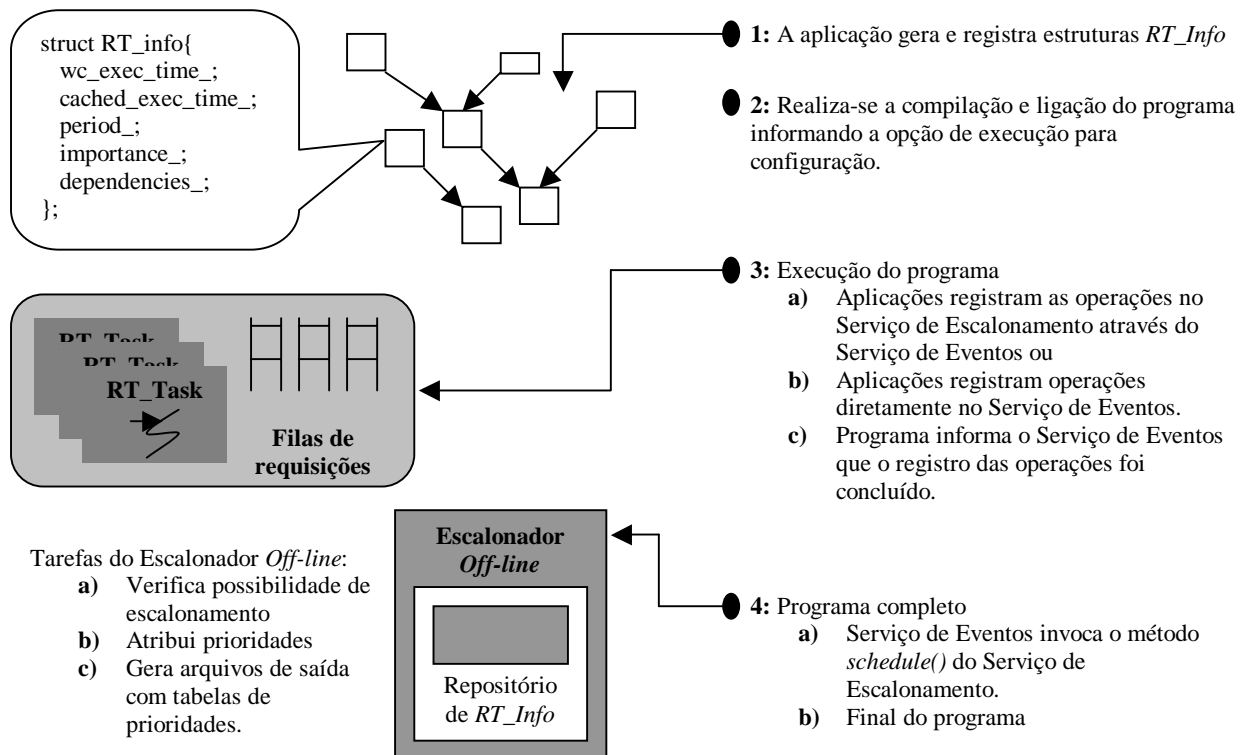 struct RT_info{
wc_exec_time_;
cached_exec_time_;
period_;
importance_;
dependencies_;
};
1: A aplicação gera e registra estruturas RT_Info
2: Realiza-se a compilação e ligação do programa
informando a opção de execução para
configuração.
3: Execução do programa
a) Aplicações registram as operações no
Serviço de Escalonamento através do
Serviço de Eventos ou
b) Aplicações registram operações
diretamente no Serviço de Eventos.
c) Programa informa o Serviço de Eventos
que o registro das operações foi
concluído.
RT_Task
RT_Task
RT_Task
Filas de
requisições
Tarefas do Escalonador Off-line:
a) Verifica possibilidade de
escalonamento
b) Atribui prioridades
c) Gera arquivos de saída
com tabelas de
prioridades.
Escalonador
Off-line
Repositório
de RT_Info
4: Programa completo
a) Serviço de Eventos invoca o método
schedule() do Serviço de
Escalonamento.
b) Final do programa